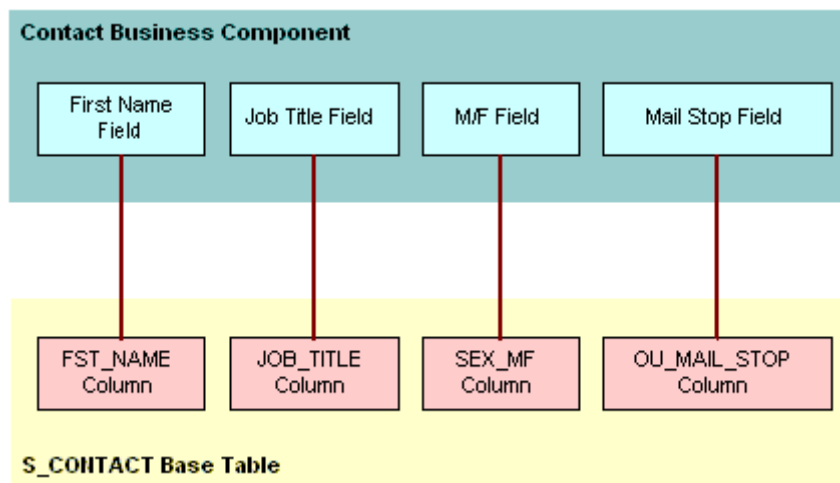 Contact Business Component
First Name
Field
Job Title Field
M/F Field
Mail Stop Field
FST_NAME
Column
JOB_TITLE
Column
SEX_MF
Column
OU_MAIL_STOP
Column
S_CONTACT Base Table